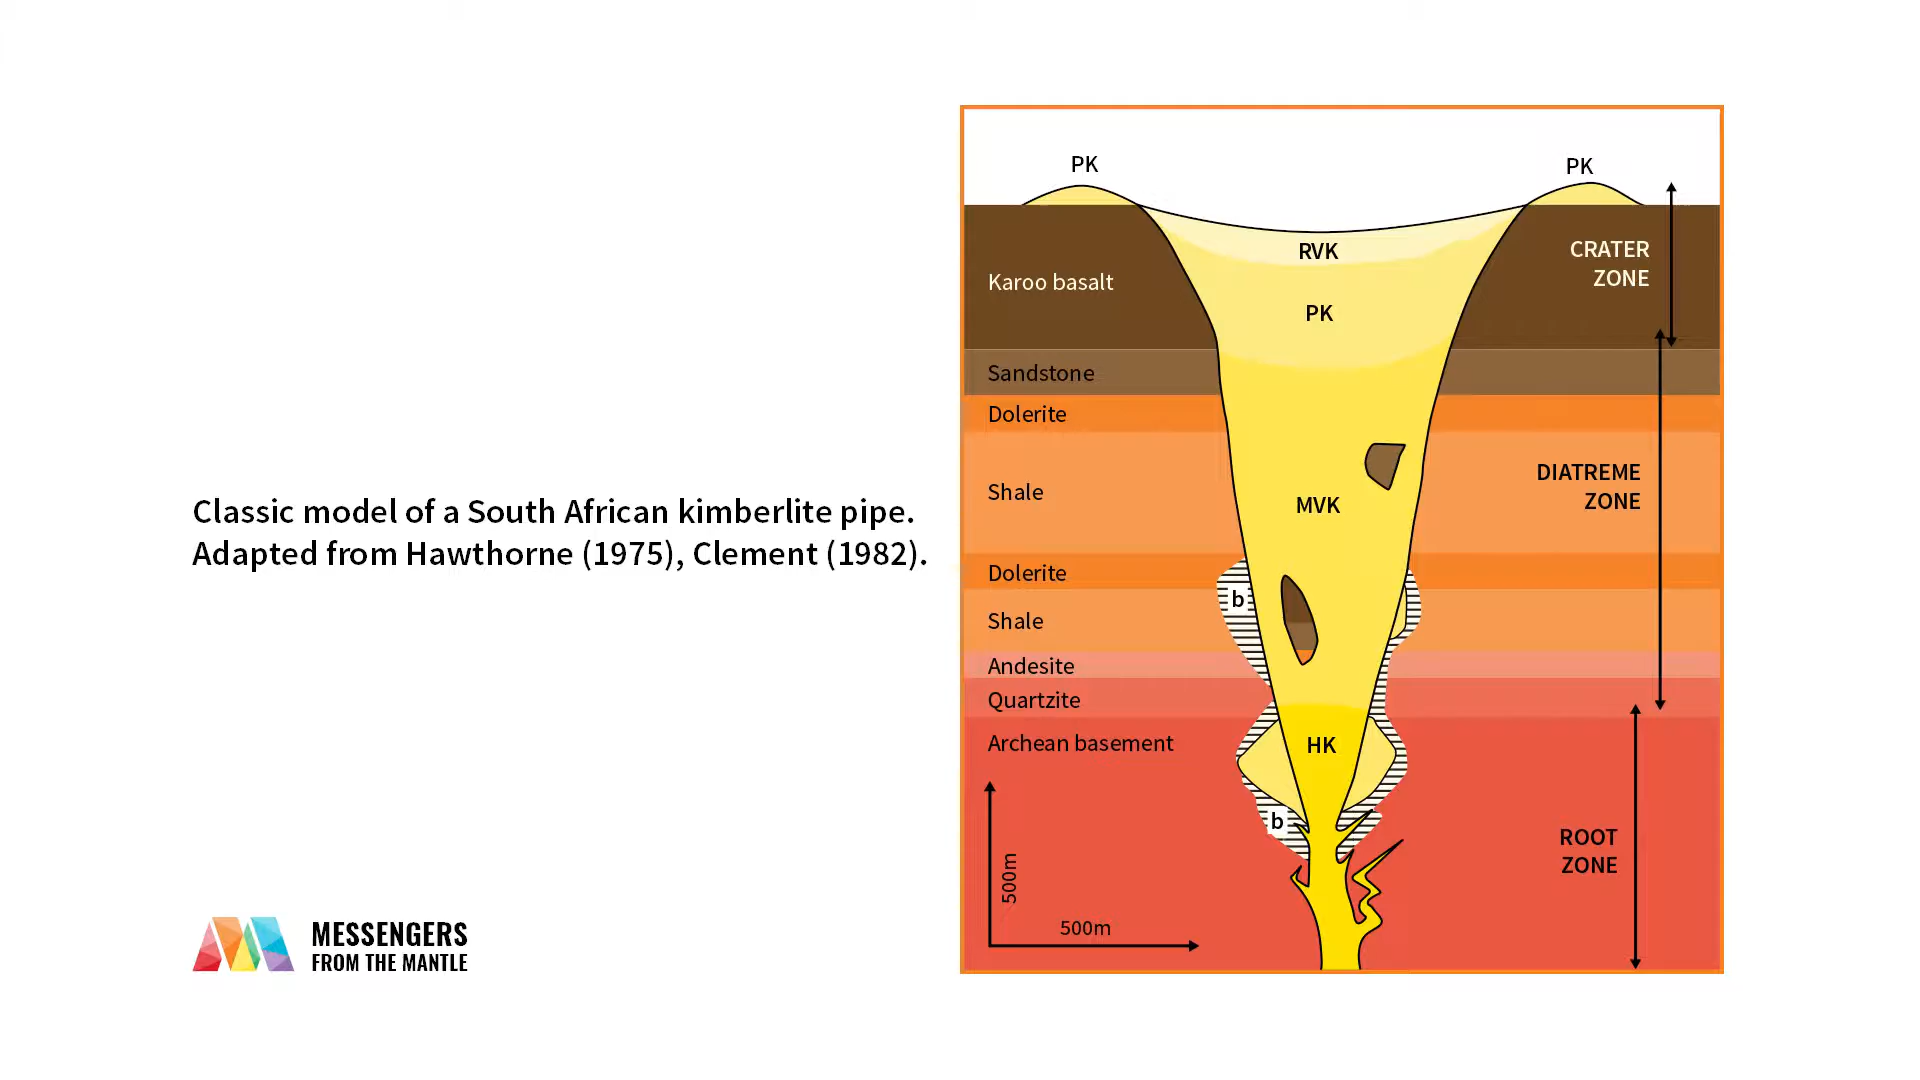 Classic model of a South African kimberlite pipe.
Adapted from Hawthorne (1975), Clement (1982).
MESSENGERS
FROM THE MANTLE
PK
PK
RVK
PK
CRATER
ZONE
Karoo basalt
Sandstone
Dolerite
Shale
MVK
DIATREME
ZONE
Dolerite
b
Shale
Andesite
Quartzite
Archean basement
HK
b
ROOT
ZONE
500m
500m